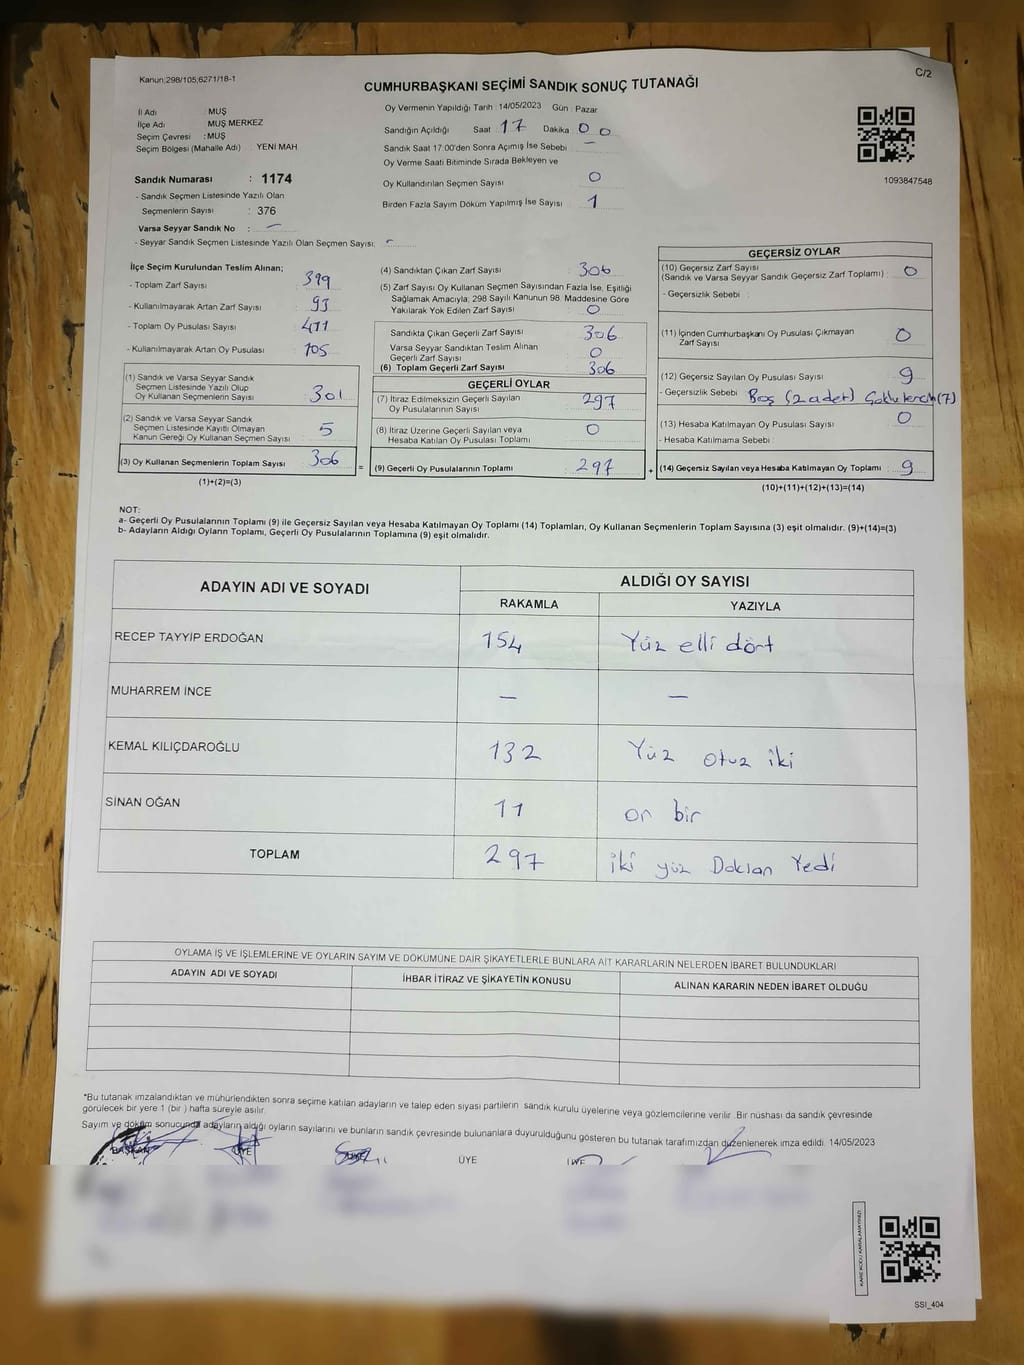 Kanun;298/105;6271/18-1
C/2
CUMHURBAŞKANI SEÇİMİ SANDIK SONUÇ TUTANAĞI
İl Adı : MUŞ
İlçe Adı : MUŞ MERKEZ
Seçim Çevresi : MUŞ
Seçim Bölgesi (Mahalle Adı) YENİ MAH
Sandık Numarası : 1174
- Sandık Seçmen Listesinde Yazılı Olan
Seçmenlerin Sayısı : 376
Varsa Seyyar Sandık No : -
- Seyyar Sandık Seçmen Listesinde Yazılı Olan Seçmen Sayısı: -
Oy Vermenin Yapıldığı Tarih : 14/05/2023 Gün : Pazar
Sandığın Açıldığı Saat 17 Dakika 00
Sandık Saat 17:00'den Sonra Açımış İse Sebebi -
Oy Verme Saati Bitiminde Sırada Bekleyen ve
Oy Kullandırılan Seçmen Sayısı 0
Birden Fazla Sayım Döküm Yapılmış İse Sayısı 1
1093847548
İlçe Seçim Kurulundan Teslim Alınan;
- Toplam Zarf Sayısı : 399
- Kullanılmayarak Artan Zarf Sayısı : 93
- Toplam Oy Pusulası Sayısı : 411
- Kullanılmayarak Artan Oy Pusulası : 105
(1) Sandık ve Varsa Seyyar Sandık
Seçmen Listesinde Yazılı Olup
Oy Kullanan Seçmenlerin Sayısı : 301
(2) Sandık ve Varsa Seyyar Sandık
Seçmen Listesinde Kayıtlı Olmayan
Kanun Gereği Oy Kullanan Seçmen Sayısı : 5
(3) Oy Kullanan Seçmenlerin Toplam Sayısı : 306
(1)+(2)=(3)
=
(4) Sandıktan Çıkan Zarf Sayısı : 306
(5) Zarf Sayısı Oy Kullanan Seçmen Sayısından Fazla İse, Eşitliği
Sağlamak Amacıyla; 298 Sayılı Kanunun 98. Maddesine Göre
Yakılarak Yok Edilen Zarf Sayısı : 0
Sandıkta Çıkan Geçerli Zarf Sayısı : 306
Varsa Seyyar Sandıktan Teslim Alınan
Geçerli Zarf Sayısı : 0
(6) Toplam Geçerli Zarf Sayısı : 306
GEÇERLİ OYLAR
(7) İtiraz Edilmeksizin Geçerli Sayılan
Oy Pusulalarının Sayısı : 297
(8) İtiraz Üzerine Geçerli Sayılan veya
Hesaba Katılan Oy Pusulası Toplamı : 0
(9) Geçerli Oy Pusulalarının Toplamı : 297
+
GEÇERSİZ OYLAR
(10) Geçersiz Zarf Sayısı
(Sandık ve Varsa Seyyar Sandık Geçersiz Zarf Toplamı) : 0
- Geçersizlik Sebebi :
(11) İçinden Cumhurbaşkanı Oy Pusulası Çıkmayan
Zarf Sayısı : 0
(12) Geçersiz Sayılan Oy Pusulası Sayısı : 9
- Geçersizlik Sebebi : Boş (2 adet) (7)
(13) Hesaba Katılmayan Oy Pusulası Sayısı : 0
- Hesaba Katılmama Sebebi :
(14) Geçersiz Sayılan veya Hesaba Katılmayan Oy Toplamı : 9
(10)+(11)+(12)+(13)=(14)
NOT:
a- Geçerli Oy Pusulalarının Toplamı (9) ile Geçersiz Sayılan veya Hesaba Katılmayan Oy Toplamı (14) Toplamları, Oy Kullanan Seçmenlerin Toplam Sayısına (3) eşit olmalıdır. (9)+(14)=(3)
b- Adayların Aldığı Oyların Toplamı, Geçerli Oy Pusulalarının Toplamına (9) eşit olmalıdır.
ADAYIN ADI VE SOYADI
ALDIĞI OY SAYISI
RAKAMLA YAZIYLA
RECEP TAYYİP ERDOĞAN 154 Yüz elli dört
MUHARREM İNCE - -
KEMAL KILIÇDAROĞLU 132 Yüz otuz iki
SİNAN OĞAN 11 on bir
TOPLAM 297 iki yüz Doksan Yedi
OYLAMA İŞ VE İŞLEMLERİNE VE OYLARIN SAYIM VE DÖKÜMÜNE DAİR ŞİKAYETLERLE BUNLARA AİT KARARLARIN NELERDEN İBARET BULUNDUKLARI
ADAYIN ADI VE SOYADI İHBAR İTİRAZ VE ŞİKAYETİN KONUSU ALINAN KARARIN NEDEN İBARET OLDUĞU
*Bu tutanak imzalandıktan ve mühürlendikten sonra seçime katılan adayların ve talep eden siyasi partilerin sandık kurulu üyelerine veya gözlemcilerine verilir. Bir nüshası da sandık çevresinde
görülecek bir yere 1 (bir) hafta süreyle asılır.
Sayım ve döküm sonucunda adayların aldığı oyların sayılarını ve bunların sandık çevresinde bulunanlara duyurulduğunu gösteren bu tutanak tarafımızdan düzenlenerek imza edildi. 14/05/2023
BAŞKAN ÜYE ÜYE ÜYE
KARE KODU KARALAMAYINIZ!
SSI_404